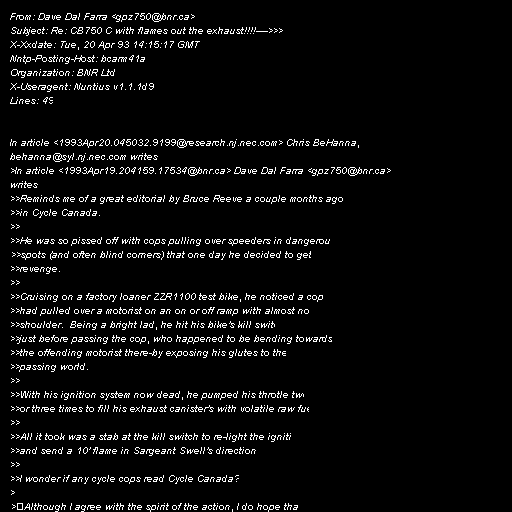 From: Dave Dal Farra <gpz750@bnr.ca>
Subject: Re: CB750 C with flames out the exhaust!!!!---->>>
X-Xxdate: Tue, 20 Apr 93 14:15:17 GMT
Nntp-Posting-Host: bcarm41a
Organization: BNR Ltd
X-Useragent: Nuntius v1.1.1d9
Lines: 49

In article <1993Apr20.045032.9199@research.nj.nec.com> Chris BeHanna,
behanna@syl.nj.nec.com writes
>In article <1993Apr19.204159.17534@bnr.ca> Dave Dal Farra <gpz750@bnr.ca>
writes
>>Reminds me of a great editorial by Bruce Reeve a couple months ago
>>in Cycle Canada.
>>
>>He was so pissed off with cops pulling over speeders in dangerou
>>spots (and often blind corners) that one day he decided to get
>>revenge.
>>
>>Cruising on a factory loaner ZZR1100 test bike, he noticed a cop
>>had pulled over a motorist on an on or off ramp with almost no
>>shoulder.  Being a bright lad, he hit his bike's kill swit
>>just before passing the cop, who happened to be bending towards
>>the offending motorist there-by exposing his glutes to the
>>passing world.
>>
>>With his ignition system now dead, he pumped his throtle tw
>>or three times to fill his exhaust canister's with volatile raw fu
>>
>>All it took was a stab at the kill switch to re-light the igniti
>>and send a 10' flame in Sargeant Swell's direction
>>
>>I wonder if any cycle cops read Cycle Canada?
>
>Although I agree with the spirit of the action, I do hope tha